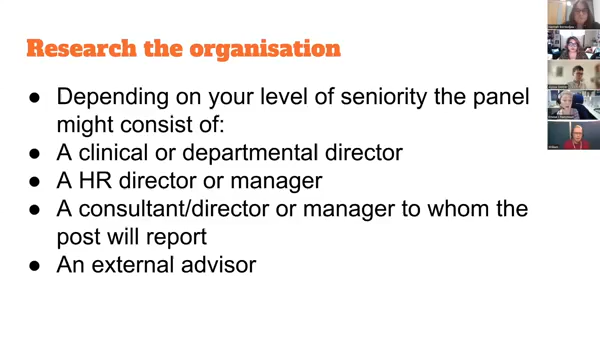 Research the organisation
● Depending on your level of seniority the panel
might consist of:
● A clinical or departmental director
● A HR director or manager
● A consultant/director or manager to whom the
post will report
● An external advisor